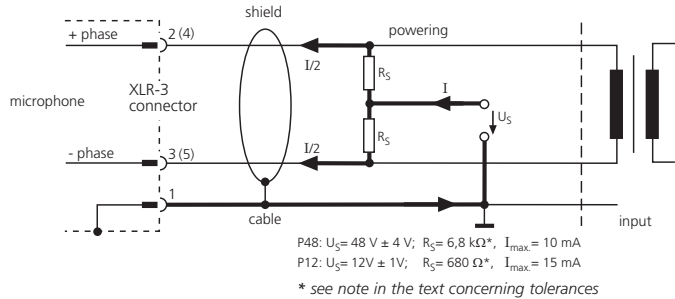 shield
+ phase
2 (4)
powering
I/2
R_S
I
XLR-3
connector
microphone
U_S
R_S
I/2
- phase
3 (5)
1
cable
input
P48: U_S= 48 V ± 4 V; R_S= 6,8 kΩ*, I_max.= 10 mA
P12: U_S= 12V ± 1V; R_S= 680 Ω*, I_max.= 15 mA
* see note in the text concerning tolerances